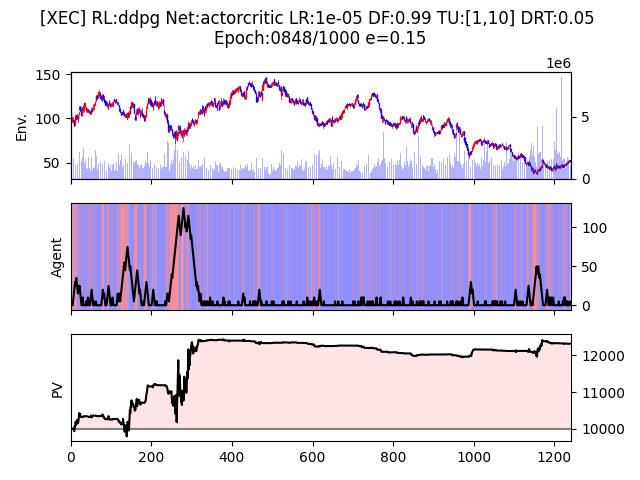 [XEC] RL:ddpg Net:actorcritic LR:1e-05 DF:0.99 TU:[1,10] DRT:0.05
Epoch:0848/1000 e=0.15
1e6
150
100
50
Env.
5
0
Agent
100
50
0
PV
12000
11000
10000
0 200 400 600 800 1000 1200